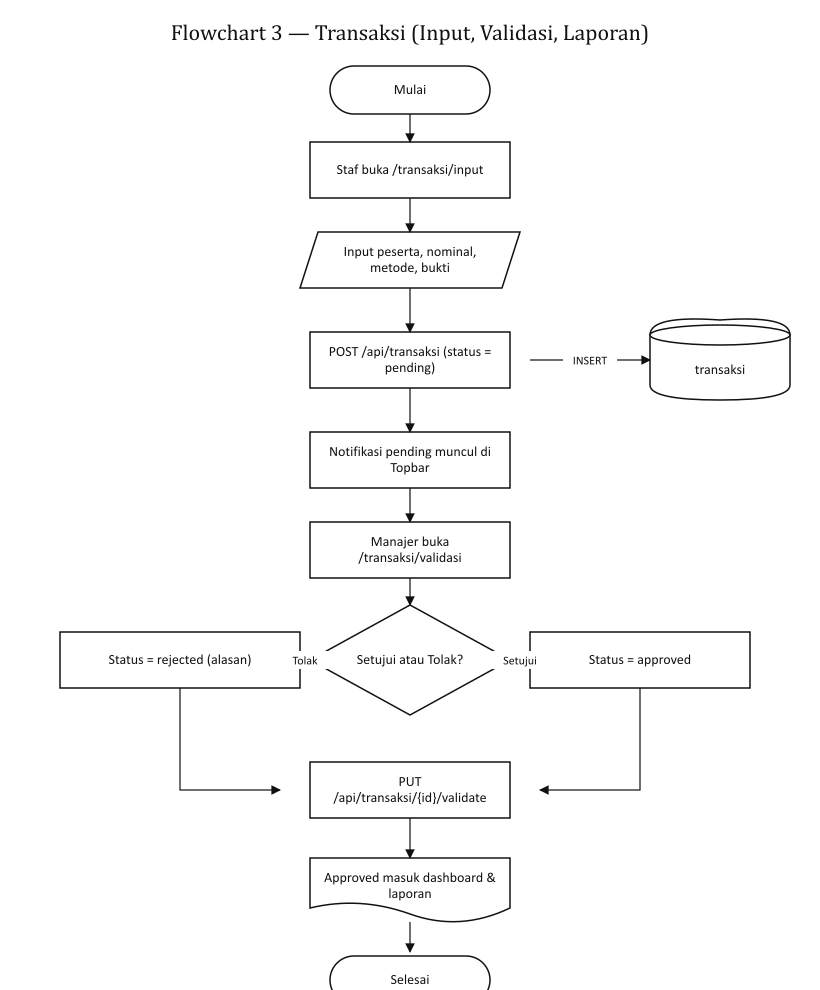 Flowchart 3 — Transaksi (Input, Validasi, Laporan)
Mulai
Staf buka /transaksi/input
Input peserta, nominal,
metode, bukti
POST /api/transaksi (status =
pending)
INSERT
transaksi
Notifikasi pending muncul di
Topbar
Manajer buka
/transaksi/validasi
Status = rejected (alasan)
Tolak
Setujui atau Tolak?
Setujui
Status = approved
PUT
/api/transaksi/{id}/validate
Approved masuk dashboard &
laporan
Selesai